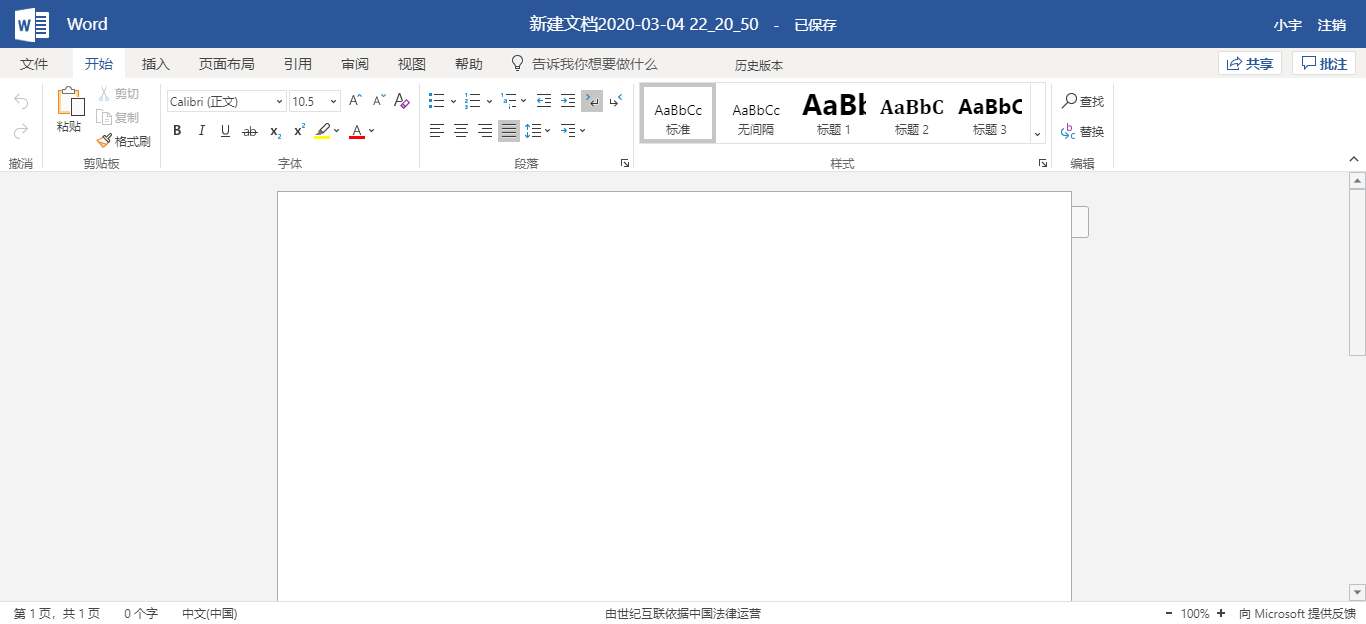 Word 新建文档2020-03-04 22_20_50 - 已保存 小宇 注销
文件 开始 插入 页面布局 引用 审阅 视图 帮助 告诉我你想要做什么 历史版本 共享 批注
剪切
粘贴 复制
格式刷
撤消 剪贴板
Calibri (正文) 10.5
B I U ab x₂ x² A
字体
段落
AaBbCc AaBbCc AaBb AaBbC AaBbC
标准 无间隔 标题 1 标题 2 标题 3
样式
查找
替换
编辑
第 1 页，共 1 页 0 个字 中文(中国) 由世纪互联依据中国法律运营 - 100% + 向 Microsoft 提供反馈